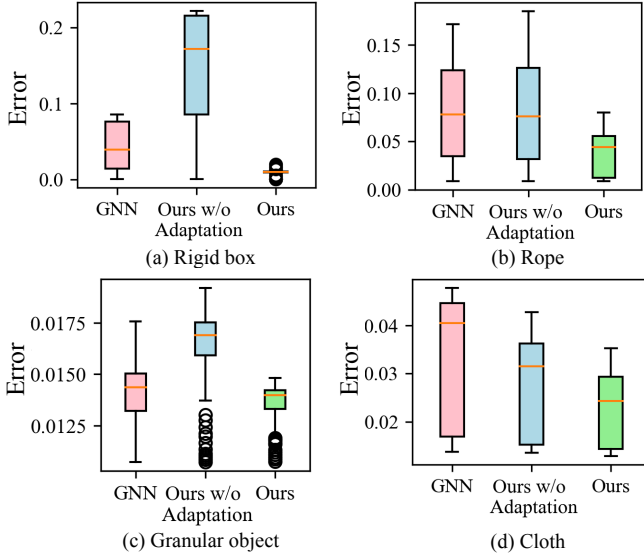 Error
0.2
0.1
0.0
GNN
Ours w/o
Adaptation
Ours
(a) Rigid box
Error
0.15
0.10
0.05
0.00
GNN
Ours w/o
Adaptation
Ours
(b) Rope
Error
0.0175
0.0150
0.0125
GNN
Ours w/o
Adaptation
Ours
(c) Granular object
Error
0.04
0.03
0.02
GNN
Ours w/o
Adaptation
Ours
(d) Cloth